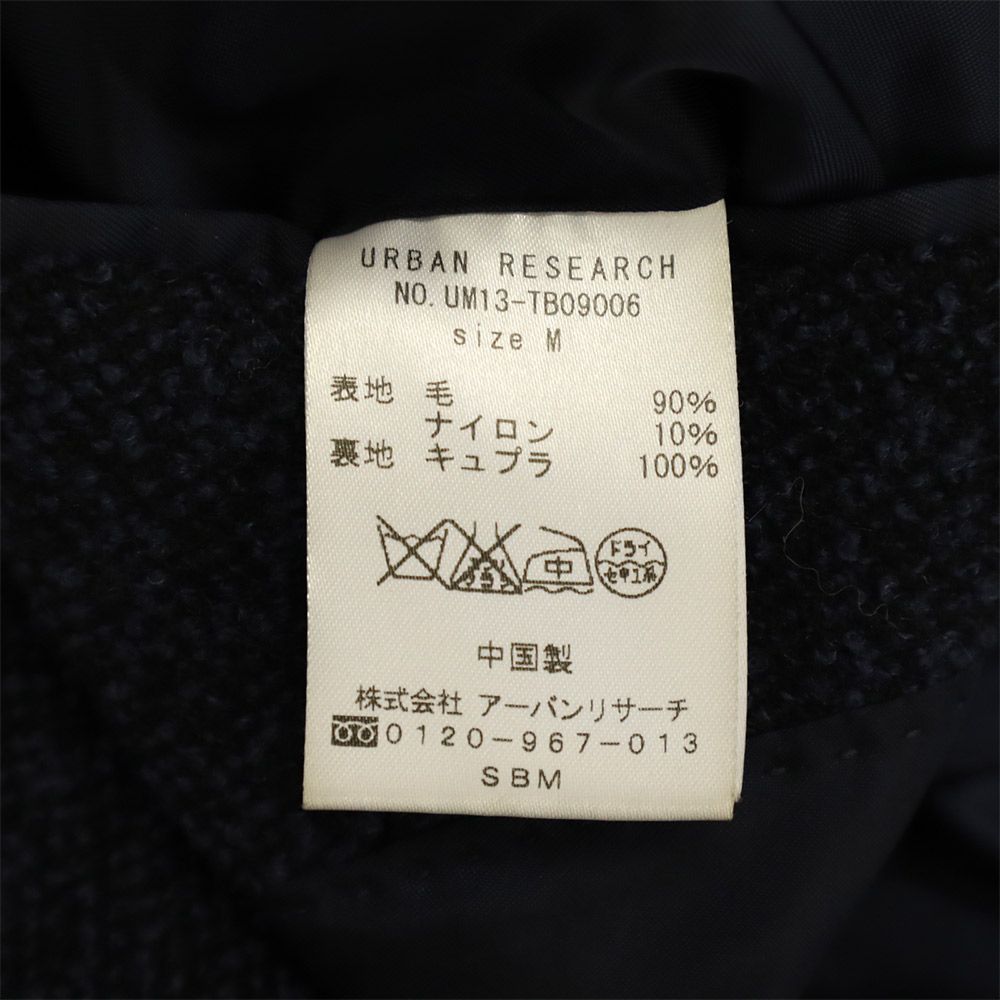 URBAN RESEARCH
NO. UM13-TB09006
size M
表地 毛 90%
ナイロン 10%
裏地 キュプラ 100%
中 ドライ
セキユ系
中国製
株式会社 アーバンリサーチ
0120-967-013
SBM